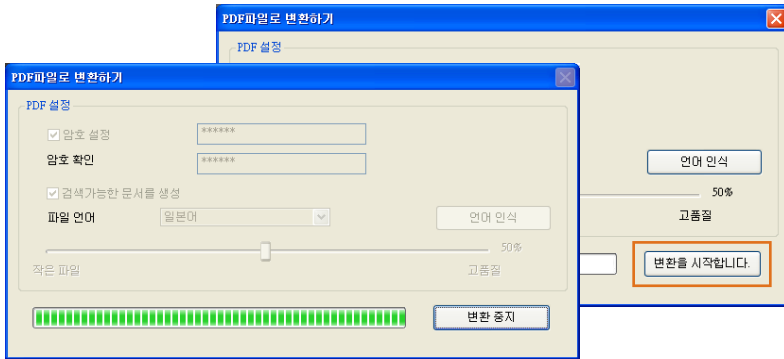 PDF파일로 변환하기
PDF 설정
언어 인식
50%
고품질
변환을 시작합니다.
PDF파일로 변환하기
PDF 설정
암호 설정 ******
암호 확인 ******
검색가능한 문서를 생성
파일 언어 일본어 언어 인식
50%
작은 파일 고품질
변환 중지